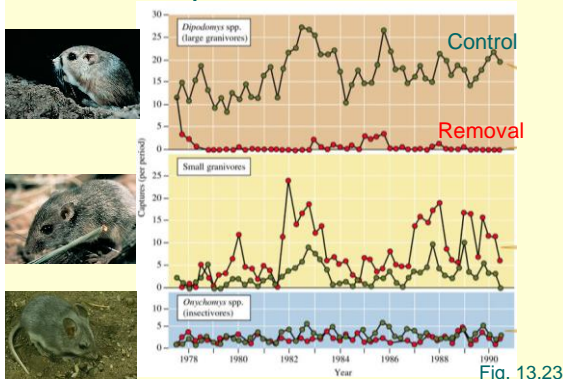 30
Dipodomys spp.
(large granivores)
Control
25
20
15
10
5
Removal
0
Captures (per period)
Small granivores
25
20
15
10
5
0
Onychomys spp.
(insectivores)
10
5
0
1978 1980 1982 1984 1986 1988 1990
Year
Fig. 13.23